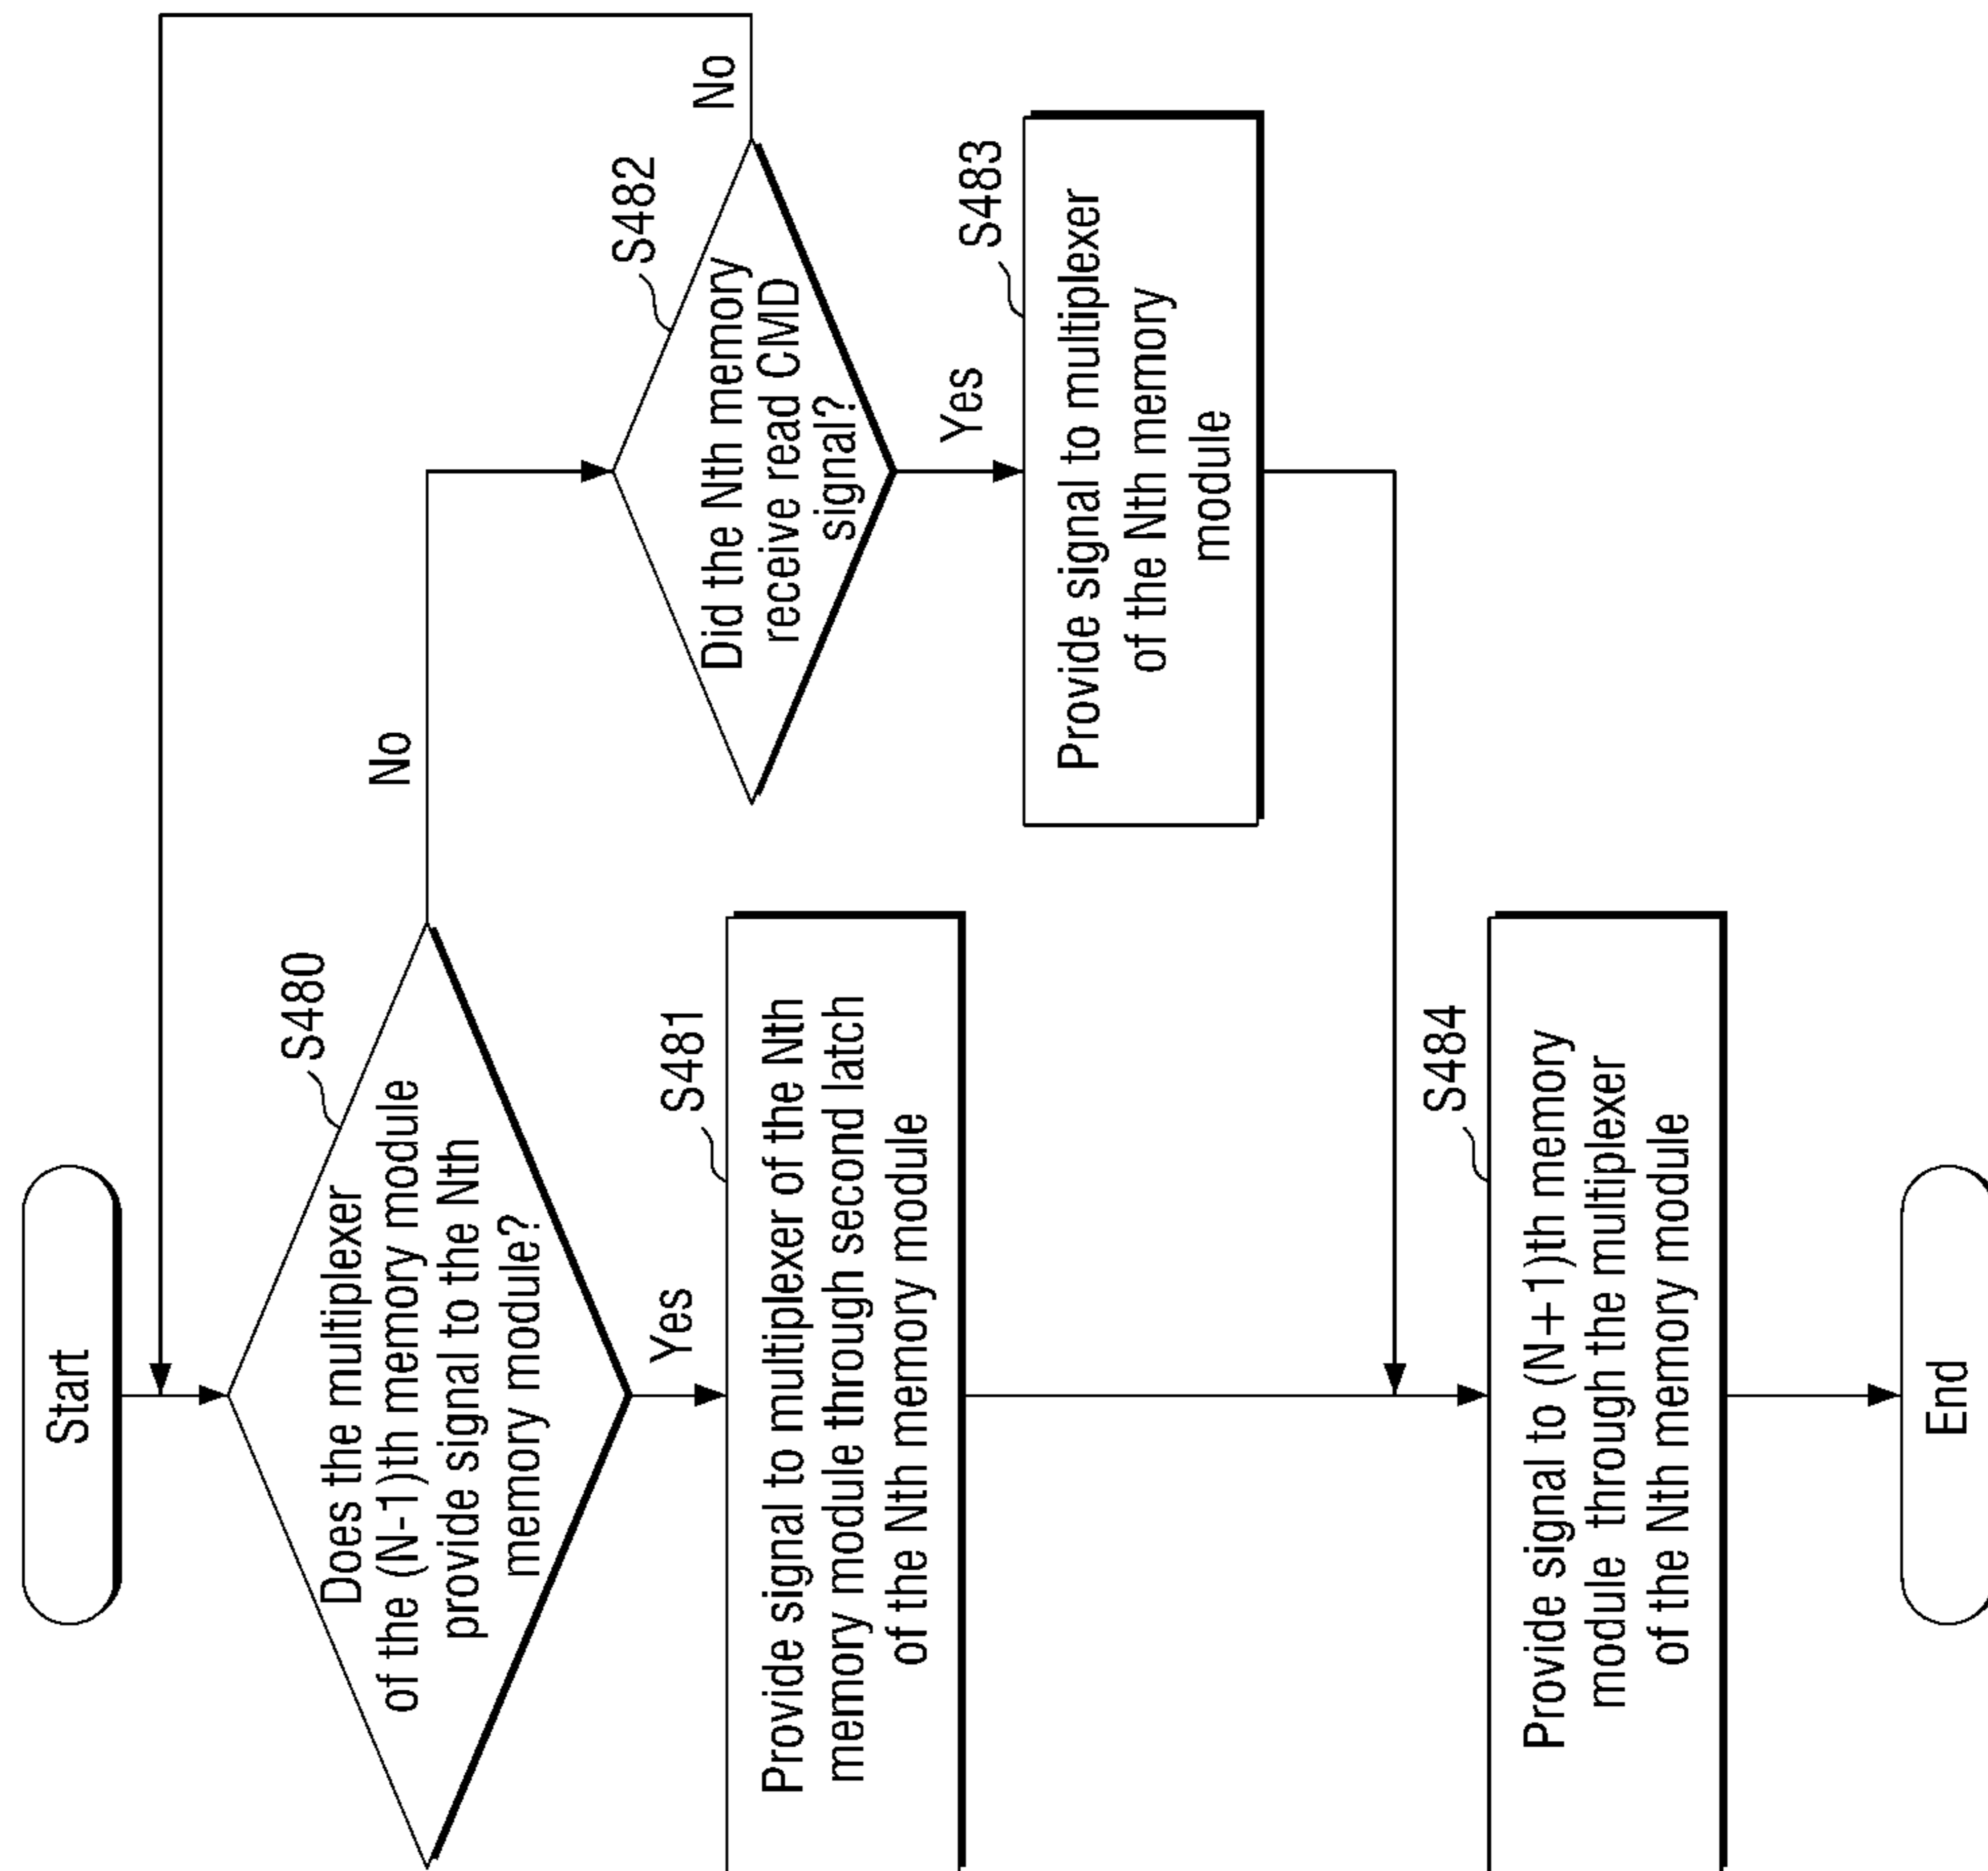 Start
S480
Does the multiplexer
of the (N-1)th memory module
provide signal to the Nth
memory module?
No
Yes
S481
Provide signal to multiplexer of the Nth
memory module through second latch
of the Nth memory module
S482
Did the Nth memory
receive read CMD
signal?
No
Yes
S483
Provide signal to multiplexer
of the Nth memory
module
S484
Provide signal to (N+1)th memory
module through the multiplexer
of the Nth memory module
End